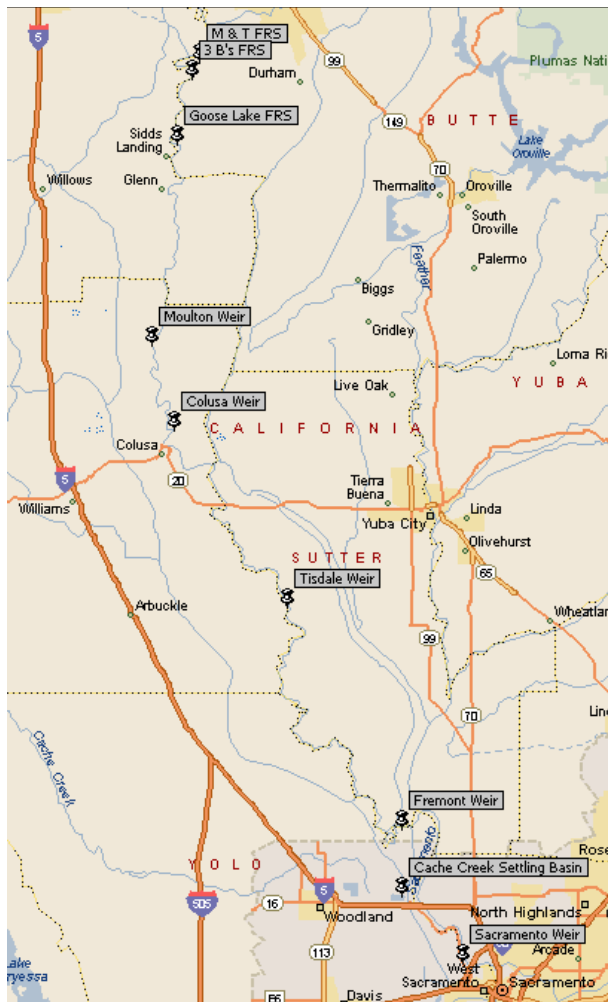 5
M & T FRS
3 B's FRS
99
Durham
Plumas Nati
Goose Lake FRS
149
BUTTE
Sidds
Landing
Lake
Oroville
70
Willows
Glenn
Thermalito
Oroville
South
Oroville
Palermo
Feather
Biggs
Moulton Weir
Gridley
Loma Ri
YUBA
Live Oak
Colusa Weir
CALIFORNIA
Colusa
5
20
Williams
Tierra
Buena
Yuba City
Linda
Olivehurst
SUTTER
65
Tisdale Weir
Arbuckle
Wheatlan
99
70
Lin
Cache Creek
Fremont Weir
Sacramento
Rose
YOLO
Cache Creek Settling Basin
505
5
16
Woodland
North Highlands
Sacramento Weir
80
113
Arcade
Lake
ryessa
West
Sacramento
Sacramento
Davis
E6